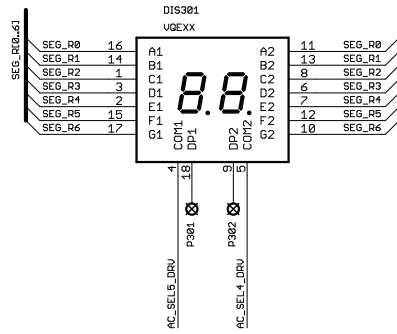 DIS301
VQEXX
SEG_R[0..6]
SEG_R0 16 A1 A2 11 SEG_R0
SEG_R1 14 B1 B2 13 SEG_R1
SEG_R2 1 C1 C2 8 SEG_R2
SEG_R3 3 D1 D2 6 SEG_R3
SEG_R4 2 E1 E2 7 SEG_R4
SEG_R5 15 F1 F2 12 SEG_R5
SEG_R6 17 G1 G2 10 SEG_R6
8.8.
COM1 DP1 DP2 COM2
4 18 9 5
P301 P302
AC_SEL5_DRV AC_SEL4_DRV